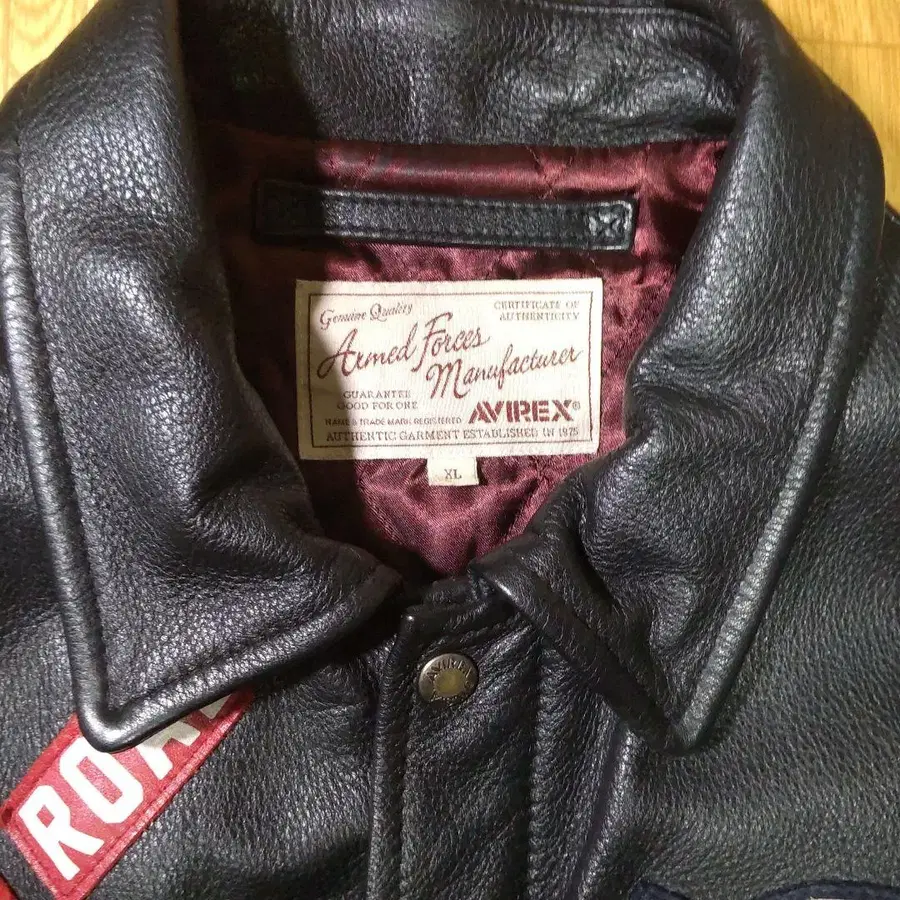 Genuine Quality
CERTIFICATE OF
AUTHENTICITY
Armed Forces
Manufacturer
GUARANTEE
GOOD FOR ONE
AVIREX®
NAME & TRADE MARK REGISTERED
AUTHENTIC GARMENT ESTABLISHED IN 1975
XL
AVIREX
ROA